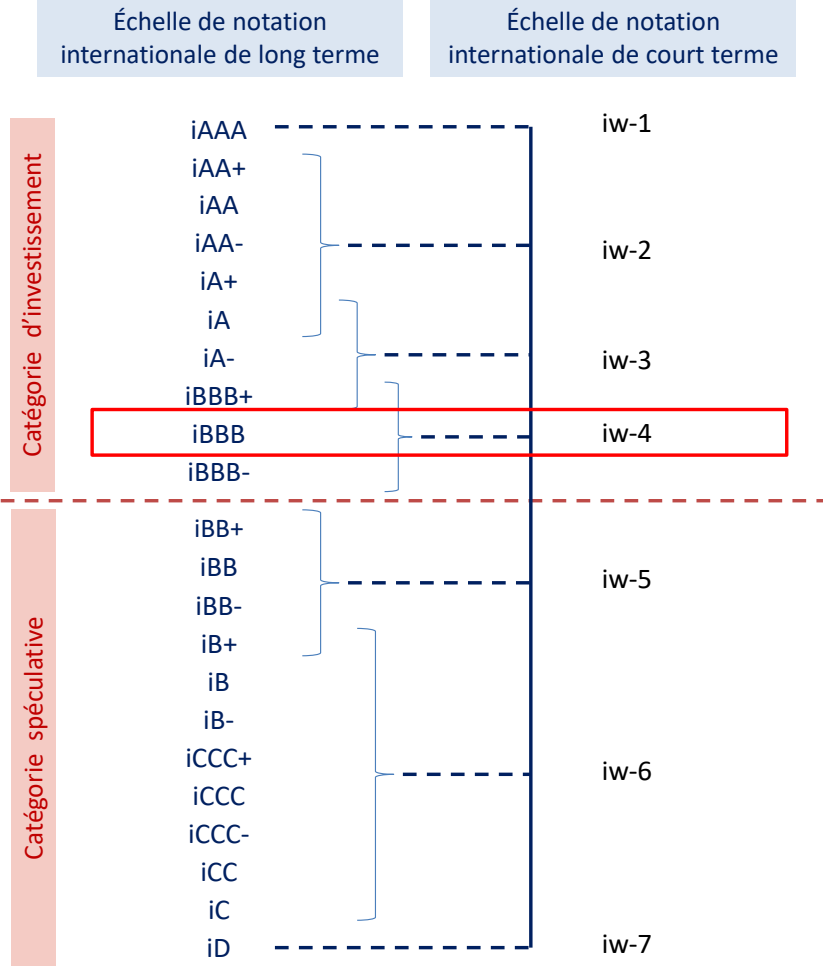 Échelle de notation
internationale de long terme
Échelle de notation
internationale de court terme
Catégorie d'investissement
iAAA
iw-1
iAA+
iAA
iAA-
iw-2
iA+
iA
iA-
iw-3
iBBB+
iBBB
iw-4
iBBB-
Catégorie spéculative
iBB+
iBB
iw-5
iBB-
iB+
iB
iB-
iCCC+
iw-6
iCCC
iCCC-
iCC
iC
iD
iw-7